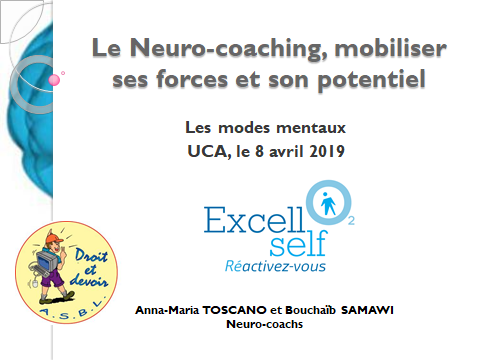 Le Neuro-coaching, mobiliser
ses forces et son potentiel
Les modes mentaux
UCA, le 8 avril 2019
Excell O2
self
Réactivez-vous
Droit
et
devoir
A.S.B.L.
Anna-Maria TOSCANO et Bouchaïb SAMAWI
Neuro-coachs